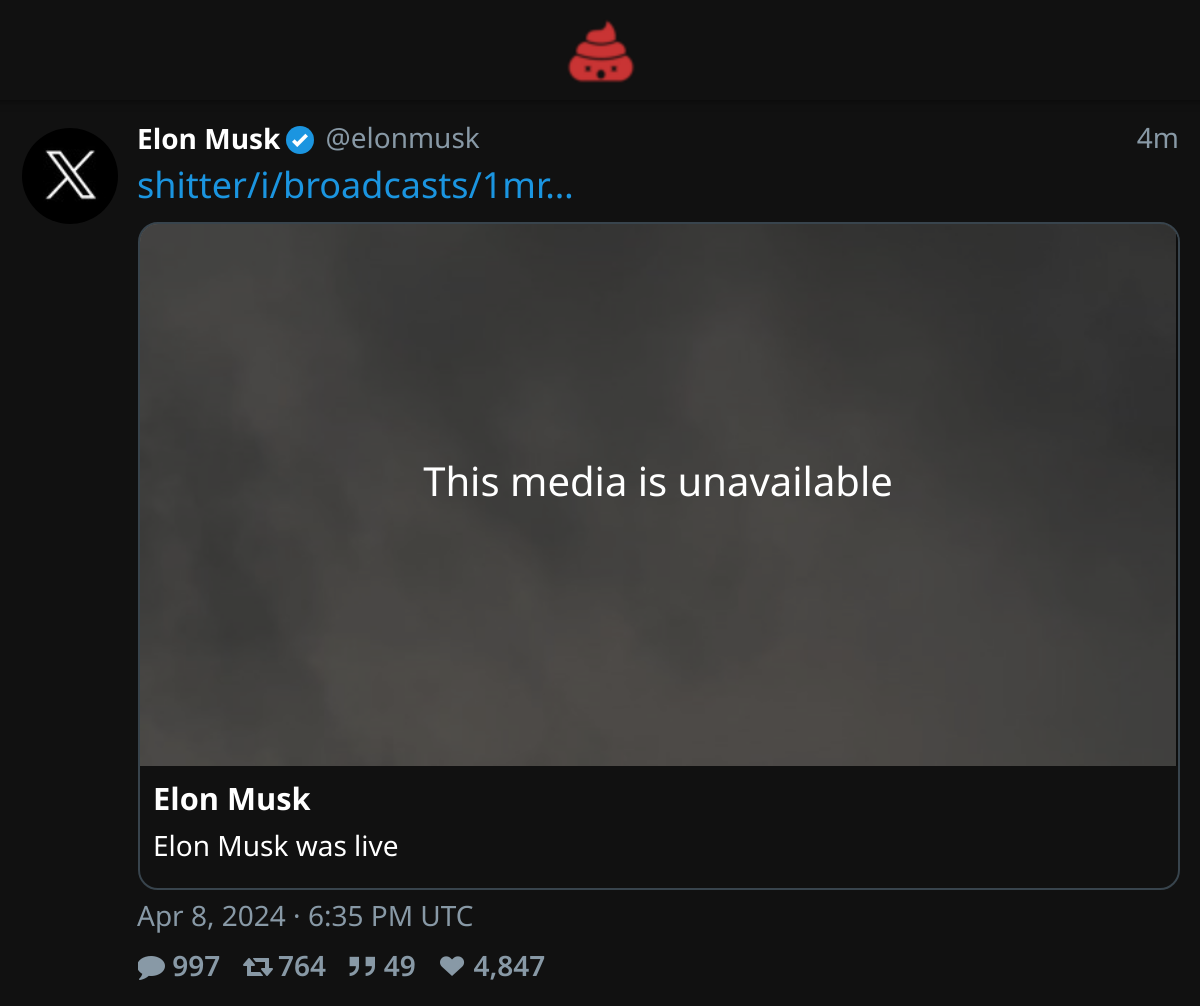 Elon Musk @elonmusk 4m
shitter/i/broadcasts/1mr...
This media is unavailable
Elon Musk
Elon Musk was live
Apr 8, 2024 · 6:35 PM UTC
997 764 49 4,847